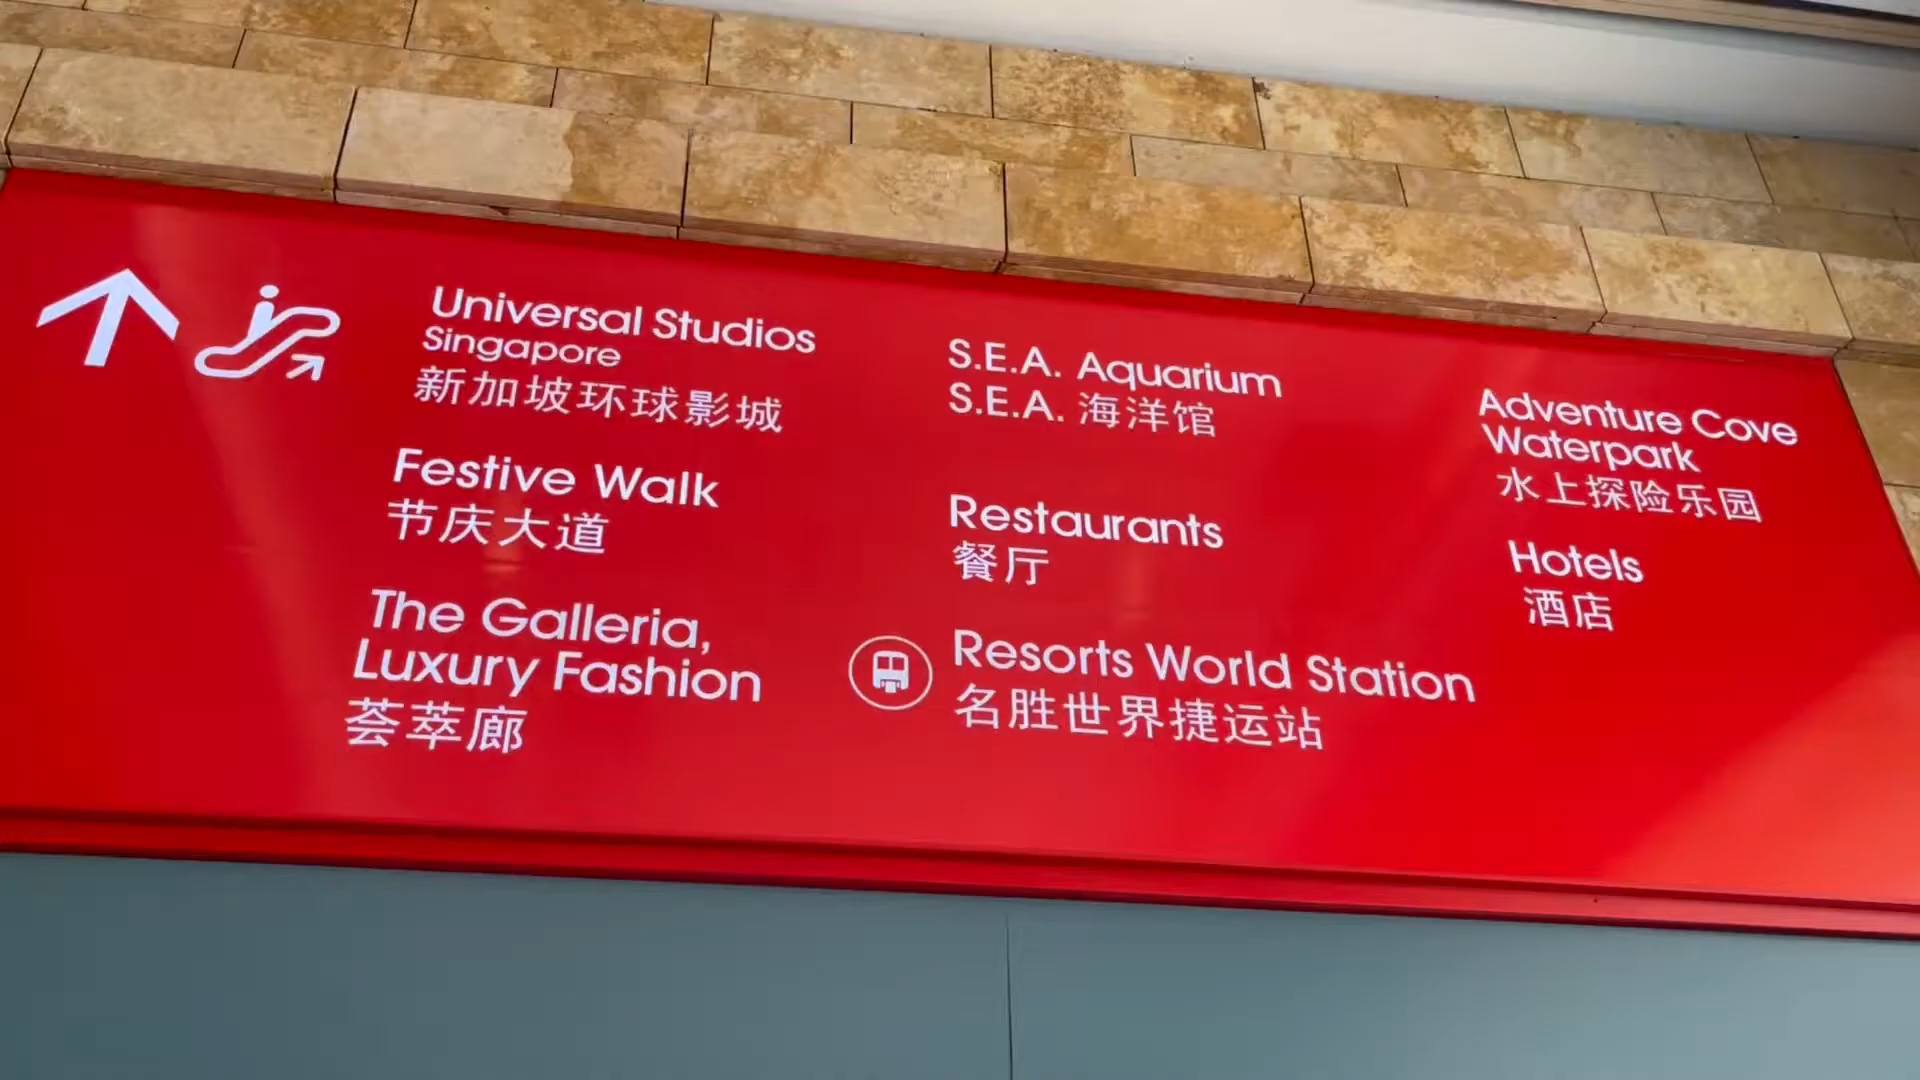 Universal Studios
Singapore
新加坡环球影城
Festive Walk
节庆大道
The Galleria,
Luxury Fashion
荟萃廊
S.E.A. Aquarium
S.E.A. 海洋馆
Restaurants
餐厅
Resorts World Station
名胜世界捷运站
Adventure Cove
Waterpark
水上探险乐园
Hotels
酒店